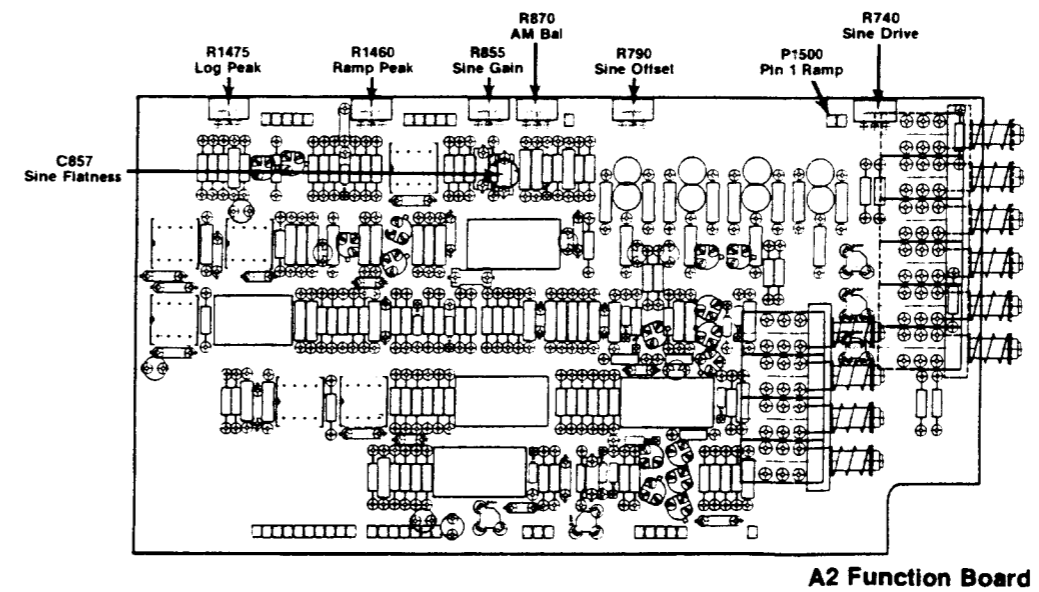 R870
AM Bal
R740
Sine Drive
R1475
Log Peak
R1460
Ramp Peak
R855
Sine Gain
R790
Sine Offset
P1500
Pin 1 Ramp
C857
Sine Flatness
A2 Function Board